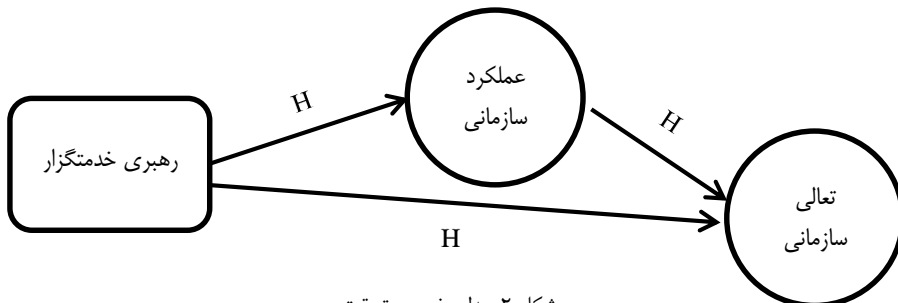 عملکرد
سازمانی
H
H
رهبری خدمتگزار
تعالی
سازمانی
H